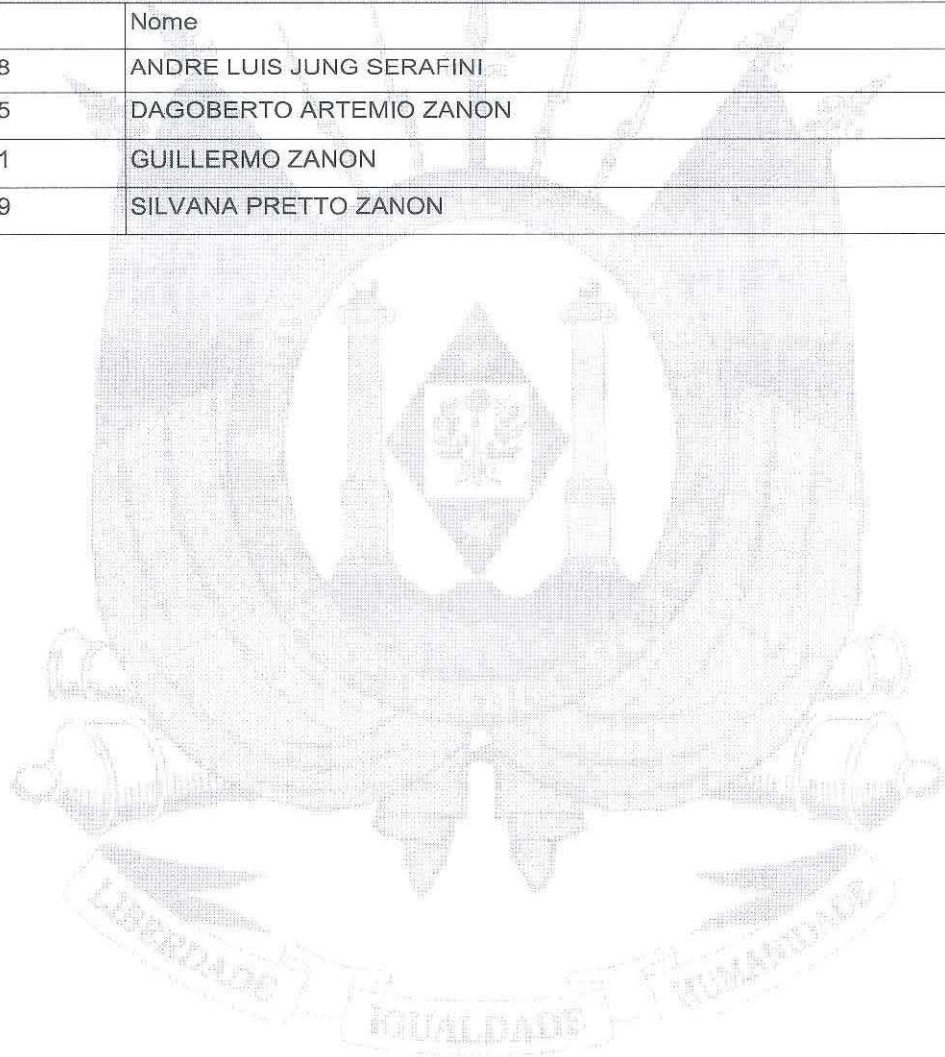 Nome
8 ANDRE LUIS JUNG SERAFINI
5 DAGOBERTO ARTEMIO ZANON
1 GUILLERMO ZANON
9 SILVANA PRETTO ZANON
LIBERDADE
IGUALDADE
HUMANIDADE